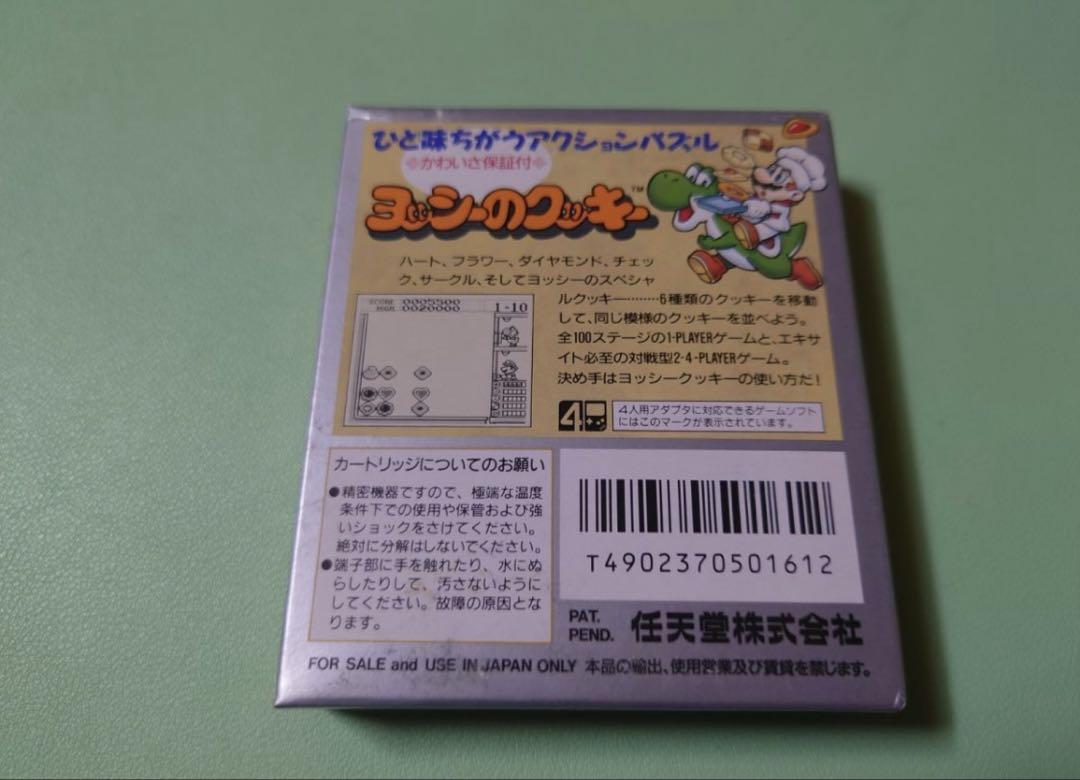 ひと味ちがうアクションパズル
かわいさ保証付
ヨッシーのクッキー™
ハート、フラワー、ダイヤモンド、チェッ
ク、サークル、そしてヨッシーのスペシャ
ルクッキー………6種類のクッキーを移動
して、同じ模様のクッキーを並べよう。
全100ステージの1-PLAYERゲームと、エキサ
イト必至の対戦型2-4-PLAYERゲーム。
決め手はヨッシークッキーの使い方だ!
SCORE 0005500
HIGH 0020000
1-10
4
4人用アダプタに対応できるゲームソフト
にはこのマークが表示されています。
カートリッジについてのお願い
●精密機器ですので、極端な温度
条件下での使用や保管および強
いショックをさけてください。
絶対に分解はしないでください。
●端子部に手を触れたり、水にぬ
らしたりして、汚さないように
してください。故障の原因とな
ります。
T4902370501612
PAT.
PEND. 任天堂株式会社
FOR SALE and USE IN JAPAN ONLY 本品の輸出、使用営業及び賃貸を禁じます。